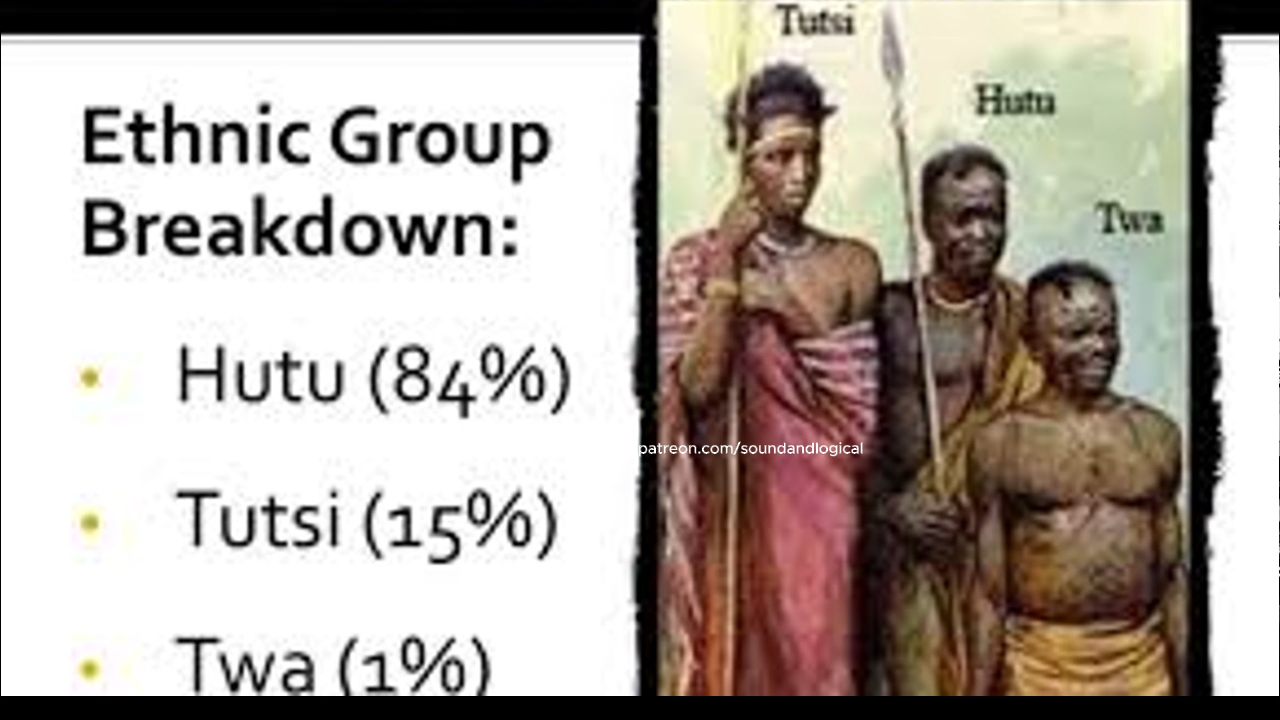 Ethnic Group
Breakdown:
• Hutu (84%)
• Tutsi (15%)
• Twa (1%)
Tutsi
Hutu
Twa
patreon.com/soundandlogical